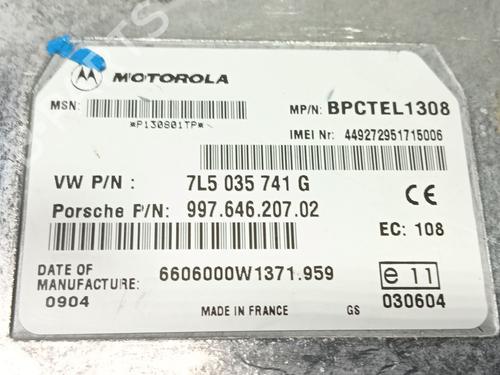 MOTOROLA
MSN:
*P130801TP*
MP/N: BPCTEL1308
IMEI Nr: 449272951715006
VW P/N : 7L5 035 741 G
Porsche P/N: 997.646.207.02
CE
EC: 108
DATE OF
MANUFACTURE: 6606000W1371.959
0904
e 11
030604
MADE IN FRANCE
GS